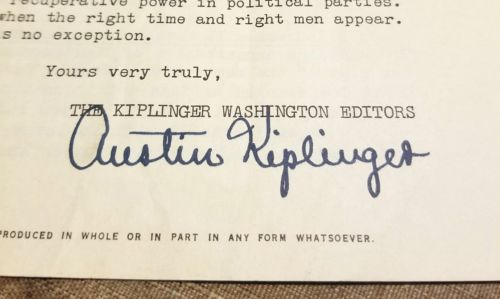 recuperative power in political parties.
when the right time and right men appear.
s no exception.
Yours very truly,
THE KIPLINGER WASHINGTON EDITORS
Austin Kiplinger
PRODUCED IN WHOLE OR IN PART IN ANY FORM WHATSOEVER.